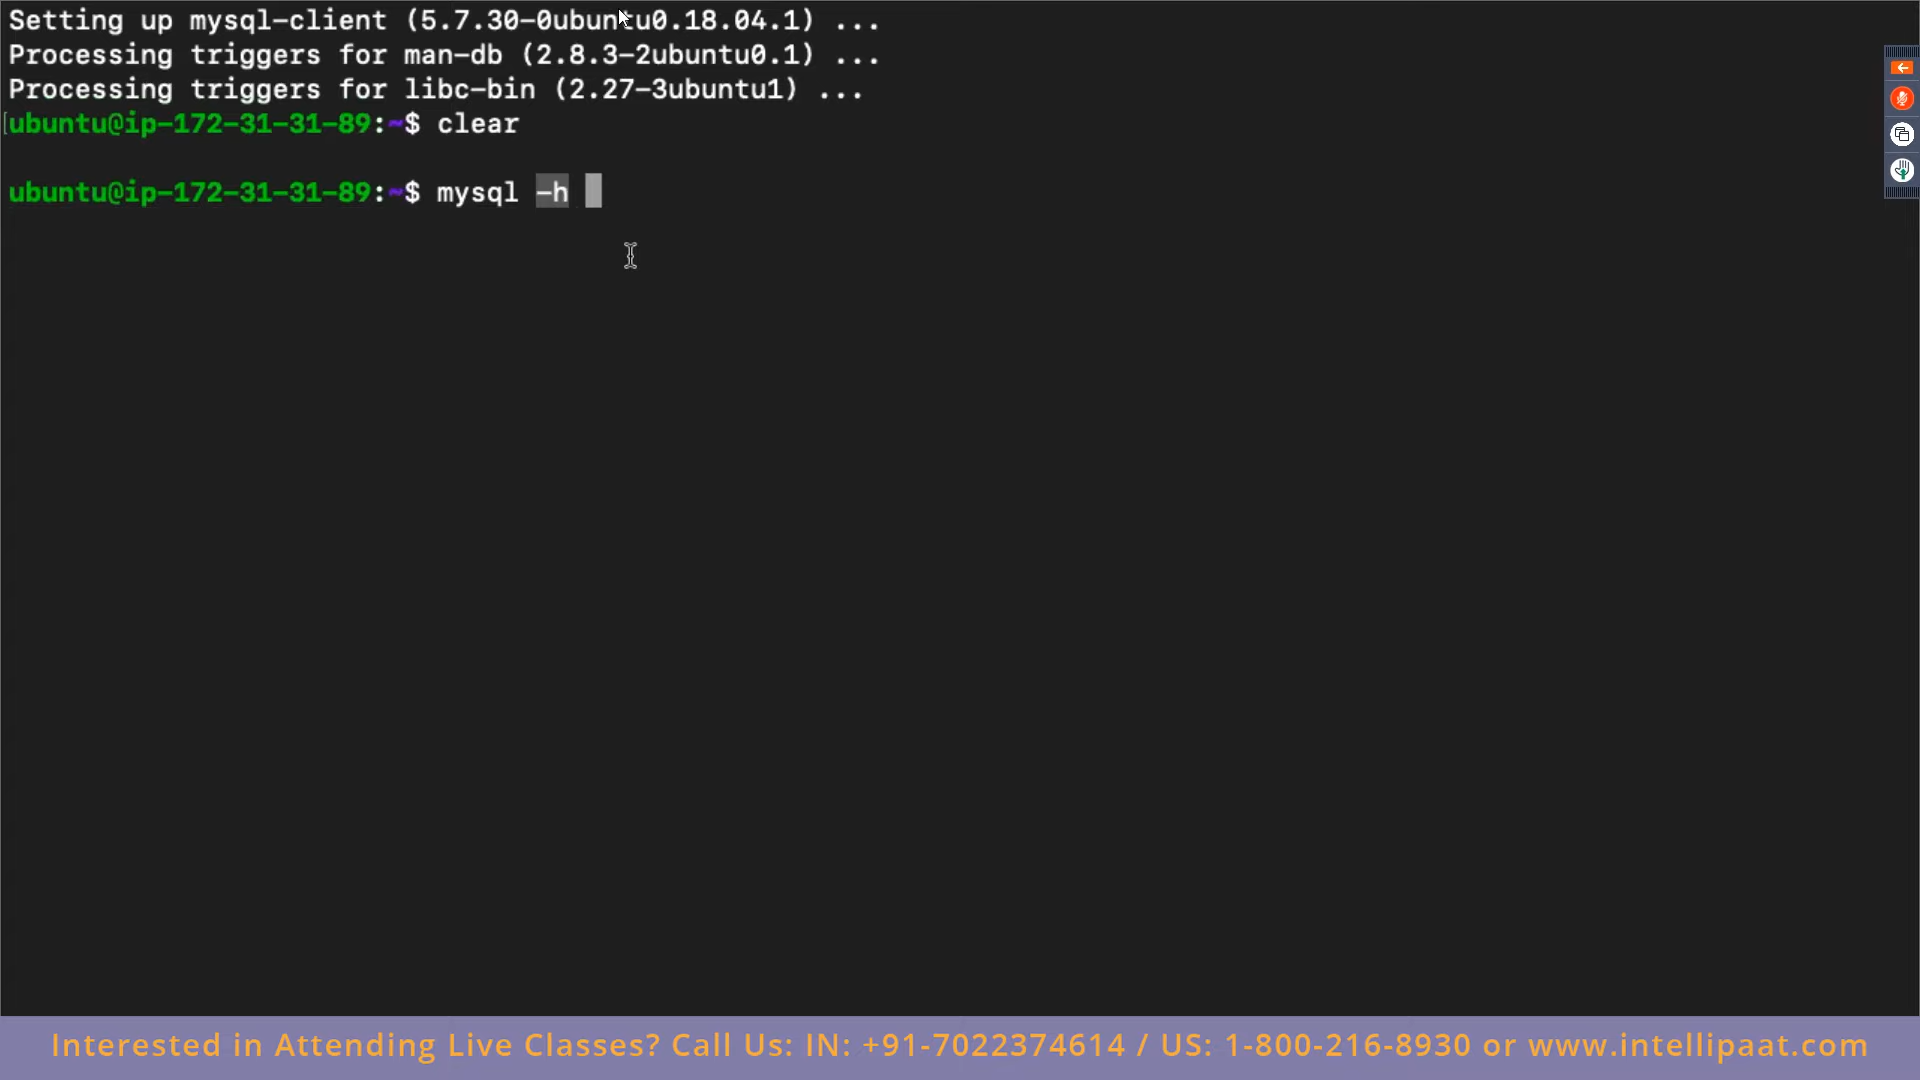 Setting up mysql-client (5.7.30-0ubuntu0.18.04.1) ...
Processing triggers for man-db (2.8.3-2ubuntu0.1) ...
Processing triggers for libc-bin (2.27-3ubuntu1) ...
[ubuntu@ip-172-31-31-89:~$ clear
ubuntu@ip-172-31-31-89:~$ mysql -h
Interested in Attending Live Classes? Call Us: IN: +91-7022374614 / US: 1-800-216-8930 or www.intellipaat.com